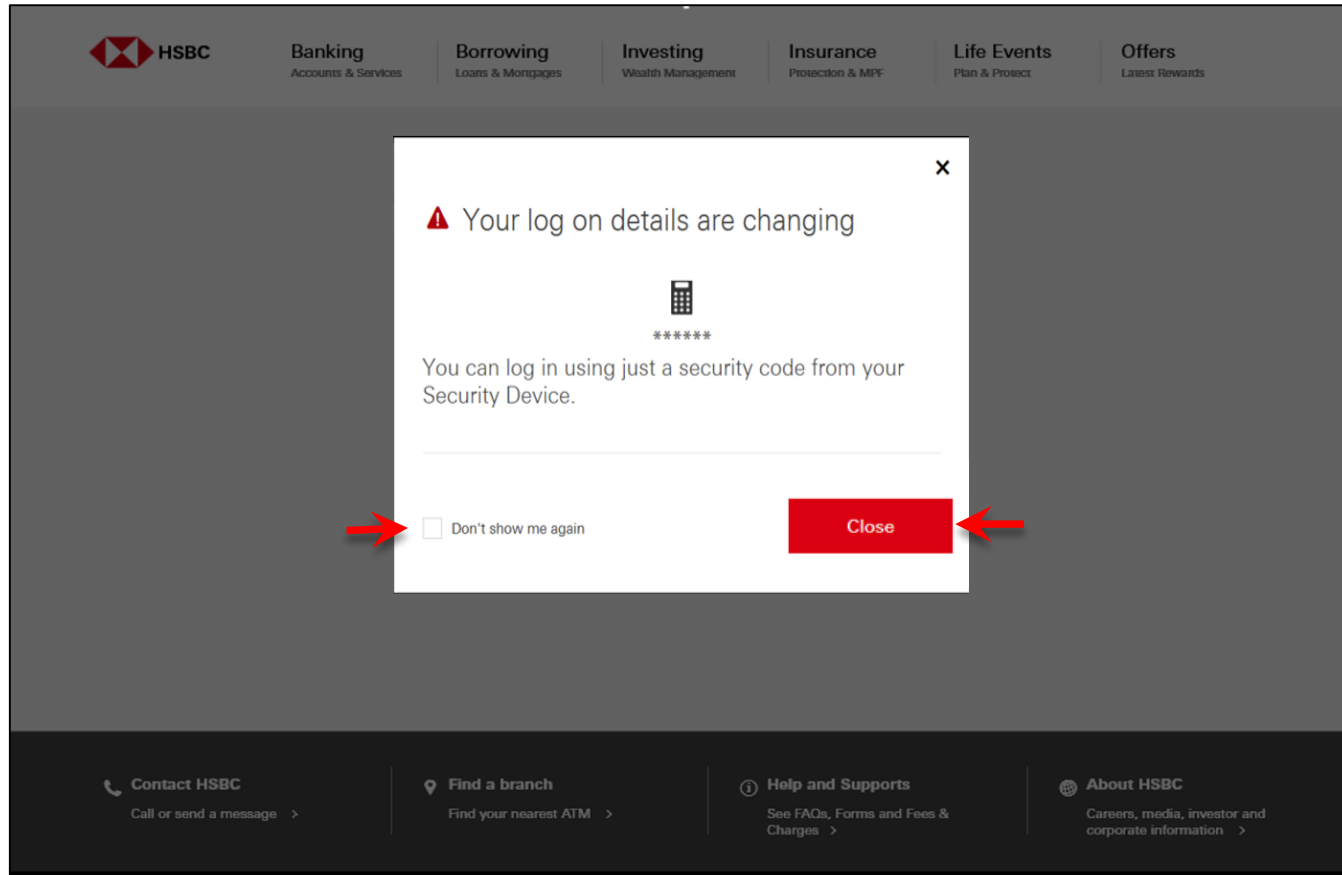 HSBC
Banking
Accounts & Services
Borrowing
Loans & Mortgages
Investing
Wealth Management
Insurance
Protection & MPF
Life Events
Plan & Protect
Offers
Latest Rewards
x
Your log on details are changing
******
You can log in using just a security code from your
Security Device.
Don't show me again
Close
Contact HSBC
Call or send a message >
Find a branch
Find your nearest ATM >
Help and Supports
See FAQs, Forms and Fees &
Charges >
About HSBC
Careers, media, investor and
corporate information >